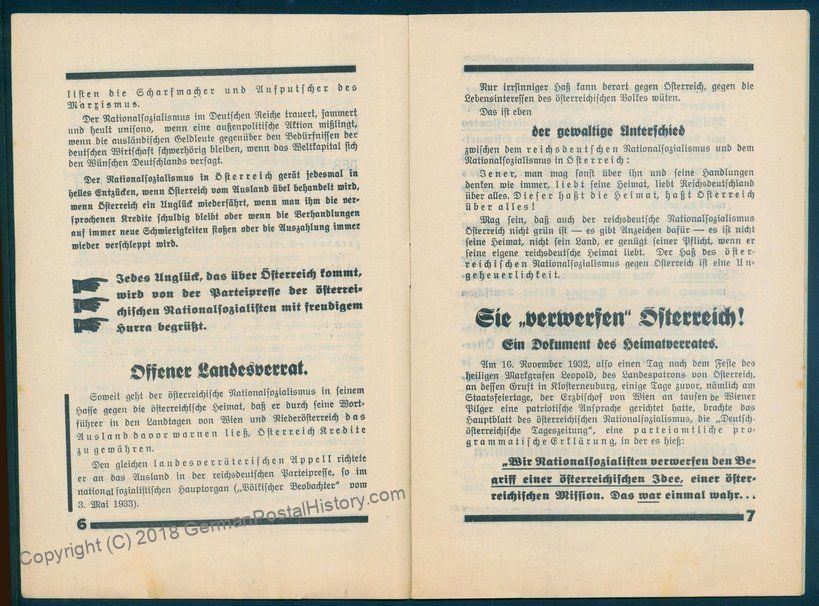 listen die Scharfmacher und Aufputscher des
Marxismus.
Der Nationalsozialismus im Deutschen Reiche trauert, jammert
und heult unisono, wenn eine außenpolitische Aktion mißlingt,
wenn die ausländischen Geldleute gegenüber den Bedürfnissen der
deutschen Wirtschaft schwerhörig bleiben, wenn das Weltkapital sich
den Wünschen Deutschlands versagt.
Der Nationalsozialismus in Österreich gerät jedesmal in
helles Entzücken, wenn Österreich vom Ausland übel behandelt wird,
wenn Österreich ein Unglück wiederfährt, wenn man ihm die ver-
sprochenen Kredite schuldig bleibt oder wenn die Verhandlungen
auf immer neue Schwierigkeiten stoßen oder die Auszahlung immer
wieder verschleppt wird.
Jedes Unglück, das über Österreich kommt,
wird von der Parteipresse der österrei-
chischen Nationalsozialisten mit freudigem
Hurra begrüßt.
Offener Landesverrat.
Soweit geht der österreichische Nationalsozialismus in seinem
Hasse gegen die österreichische Heimat, daß er durch seine Wort-
führer in den Landtagen von Wien und Niederösterreich das
Ausland davor warnen ließ, Österreich Kredite
zu gewähren.
Den gleichen landesverräterischen Appell richtete
er an das Ausland in der reichsdeutschen Parteipresse, so im
nationalsozialistischen Hauptorgan („Völkischer Beobachter“ vom
3. Mai 1933).
6
Nur irrsinniger Haß kann derart gegen Österreich, gegen die
Lebensinteressen des österreichischen Volkes wüten.
Das ist eben
der gewaltige Unterschied
zwischen dem reichsdeutschen Nationalsozialismus und dem
Nationalsozialismus in Österreich:
Jener, man mag sonst über ihn und seine Handlungen
denken wie immer, liebt seine Heimat, liebt Reichsdeutschland
über alles. Dieser haßt die Heimat, haßt Österreich
über alles!
Mag sein, daß auch der reichsdeutsche Nationalsozialismus
Österreich nicht grün ist — es gibt Anzeichen dafür — es ist nicht
seine Heimat, nicht sein Land, er genügt seiner Pflicht, wenn er
seine eigene reichsdeutsche Heimat liebt. Der Haß des öster-
reichischen Nationalsozialismus gegen Österreich ist eine Un-
geheuerlichkeit.
Sie „verwerfen“ Österreich!
Ein Dokument des Heimatverrates.
Am 16. November 1932, also einen Tag nach dem Feste des
heiligen Markgrafen Leopold, des Landespatrons von Österreich,
an dessen Gruft in Klosterneuburg, einige Tage zuvor, nämlich am
Staatsfeiertage, der Erzbischof von Wien an tausende Wiener
Pilger eine patriotische Ansprache gerichtet hatte, brachte das
Hauptblatt des österreichischen Nationalsozialismus, die „Deutsch-
österreichische Tageszeitung“, eine parteiamtliche pro-
grammatische Erklärung, in der es hieß:
„Wir Nationalsozialisten verwerfen den Be-
griff einer österreichischen Idee, einer öster-
reichischen Mission. Das war einmal wahr...
7
Copyright (C) 2018 GermanPostalHistory.com